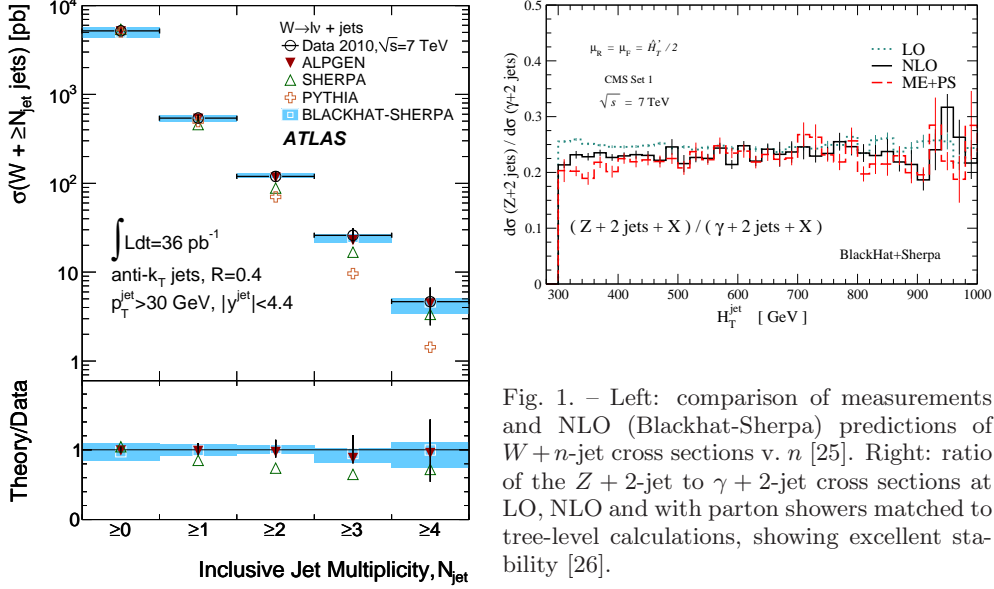 σ(W + ≥N_jet jets) [pb]
10^4
10^3
10^2
10
1
W→lν + jets
Data 2010,√s=7 TeV
ALPGEN
SHERPA
PYTHIA
BLACKHAT-SHERPA
ATLAS
∫Ldt=36 pb^-1
anti-k_T jets, R=0.4
p_T^jet>30 GeV, |y^jet|<4.4
Theory/Data
1
0
≥0 ≥1 ≥2 ≥3 ≥4
Inclusive Jet Multiplicity, N_jet
dσ (Z+2 jets) / dσ (γ+2 jets)
0.5
0.4
0.3
0.2
0.1
0
μ_R = μ_F = Ĥ_T' / 2
CMS Set 1
√s = 7 TeV
LO
NLO
ME+PS
( Z + 2 jets + X ) / ( γ + 2 jets + X )
BlackHat+Sherpa
300 400 500 600 700 800 900 1000
H_T^jet [ GeV ]
Fig. 1. – Left: comparison of measurements
and NLO (Blackhat-Sherpa) predictions of
W + n-jet cross sections v. n [25]. Right: ratio
of the Z + 2-jet to γ + 2-jet cross sections at
LO, NLO and with parton showers matched to
tree-level calculations, showing excellent sta-
bility [26].